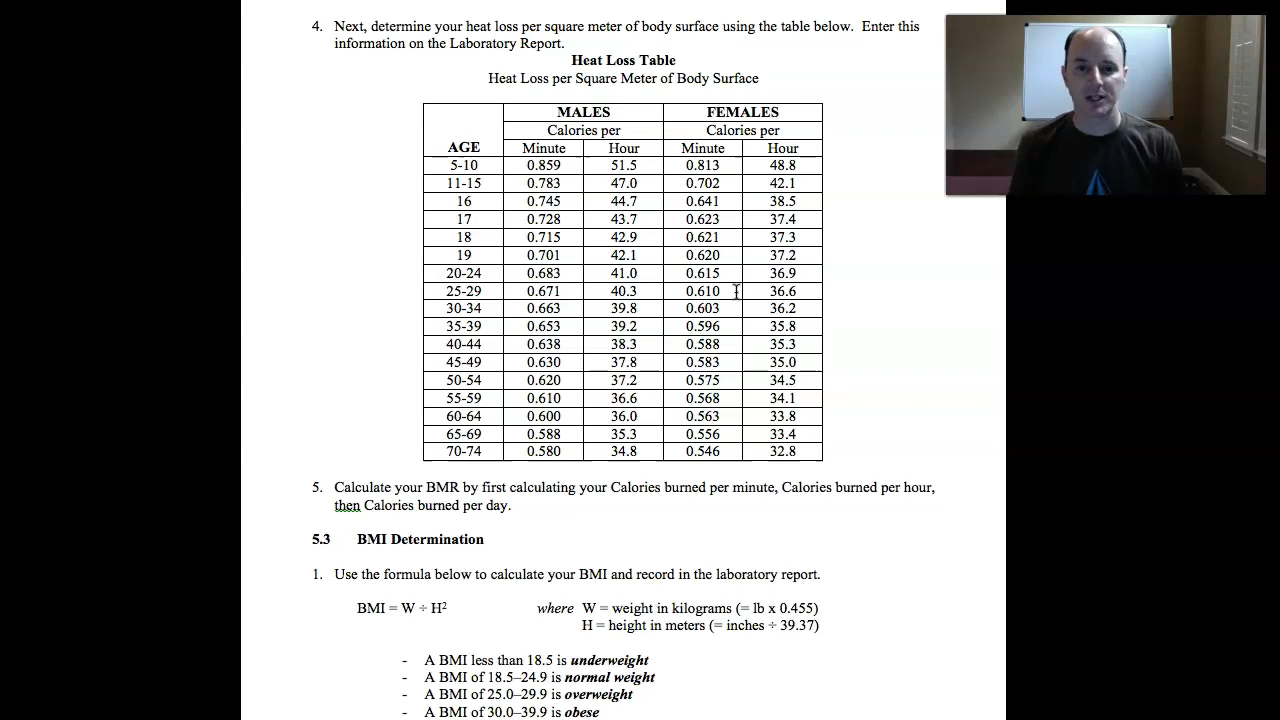 4. Next, determine your heat loss per square meter of body surface using the table below. Enter this
information on the Laboratory Report.
Heat Loss Table
Heat Loss per Square Meter of Body Surface
MALES FEMALES
Calories per Calories per
AGE Minute Hour Minute Hour
5-10 0.859 51.5 0.813 48.8
11-15 0.783 47.0 0.702 42.1
16 0.745 44.7 0.641 38.5
17 0.728 43.7 0.623 37.4
18 0.715 42.9 0.621 37.3
19 0.701 42.1 0.620 37.2
20-24 0.683 41.0 0.615 36.9
25-29 0.671 40.3 0.610 36.6
30-34 0.663 39.8 0.603 36.2
35-39 0.653 39.2 0.596 35.8
40-44 0.638 38.3 0.588 35.3
45-49 0.630 37.8 0.583 35.0
50-54 0.620 37.2 0.575 34.5
55-59 0.610 36.6 0.568 34.1
60-64 0.600 36.0 0.563 33.8
65-69 0.588 35.3 0.556 33.4
70-74 0.580 34.8 0.546 32.8
5. Calculate your BMR by first calculating your Calories burned per minute, Calories burned per hour,
then Calories burned per day.
5.3 BMI Determination
1. Use the formula below to calculate your BMI and record in the laboratory report.
BMI = W ÷ H² where W = weight in kilograms (= lb x 0.455)
H = height in meters (= inches ÷ 39.37)
- A BMI less than 18.5 is underweight
- A BMI of 18.5–24.9 is normal weight
- A BMI of 25.0–29.9 is overweight
- A BMI of 30.0–39.9 is obese